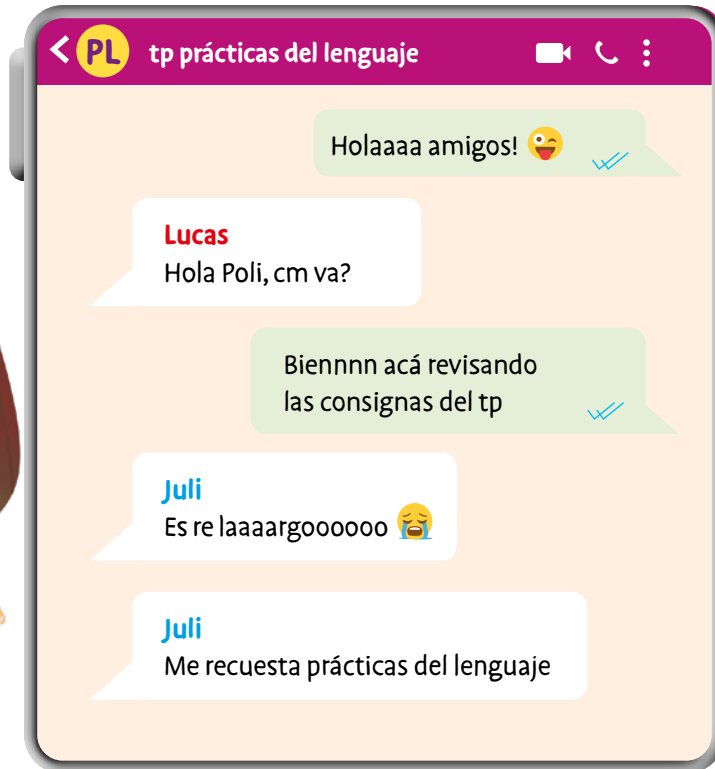 PL tp prácticas del lenguaje
Holaaaa amigos! 😜
Lucas
Hola Poli, cm va?
Biennnn acá revisando
las consignas del tp
Juli
Es re laaaargoooooo 😭
Juli
Me recuesta prácticas del lenguaje